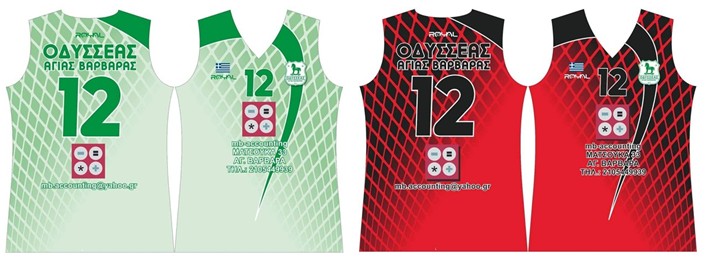 ROYAL
ΟΔΥΣΣΕΑΣ
ΑΓΙΑΣ ΒΑΡΒΑΡΑΣ
12
mb.accounting@yahoo.gr
ROYAL
12
mb-accounting
ΜΑΤΣΟΥΚΑ 33
ΑΓ. ΒΑΡΒΑΡΑ
ΤΗΛ.: 2105449939
ROYAL
ΟΔΥΣΣΕΑΣ
ΑΓΙΑΣ ΒΑΡΒΑΡΑΣ
12
mb.accounting@yahoo.gr
ROYAL
12
mb-accounting
ΜΑΤΣΟΥΚΑ 33
ΑΓ. ΒΑΡΒΑΡΑ
ΤΗΛ.: 2105449939